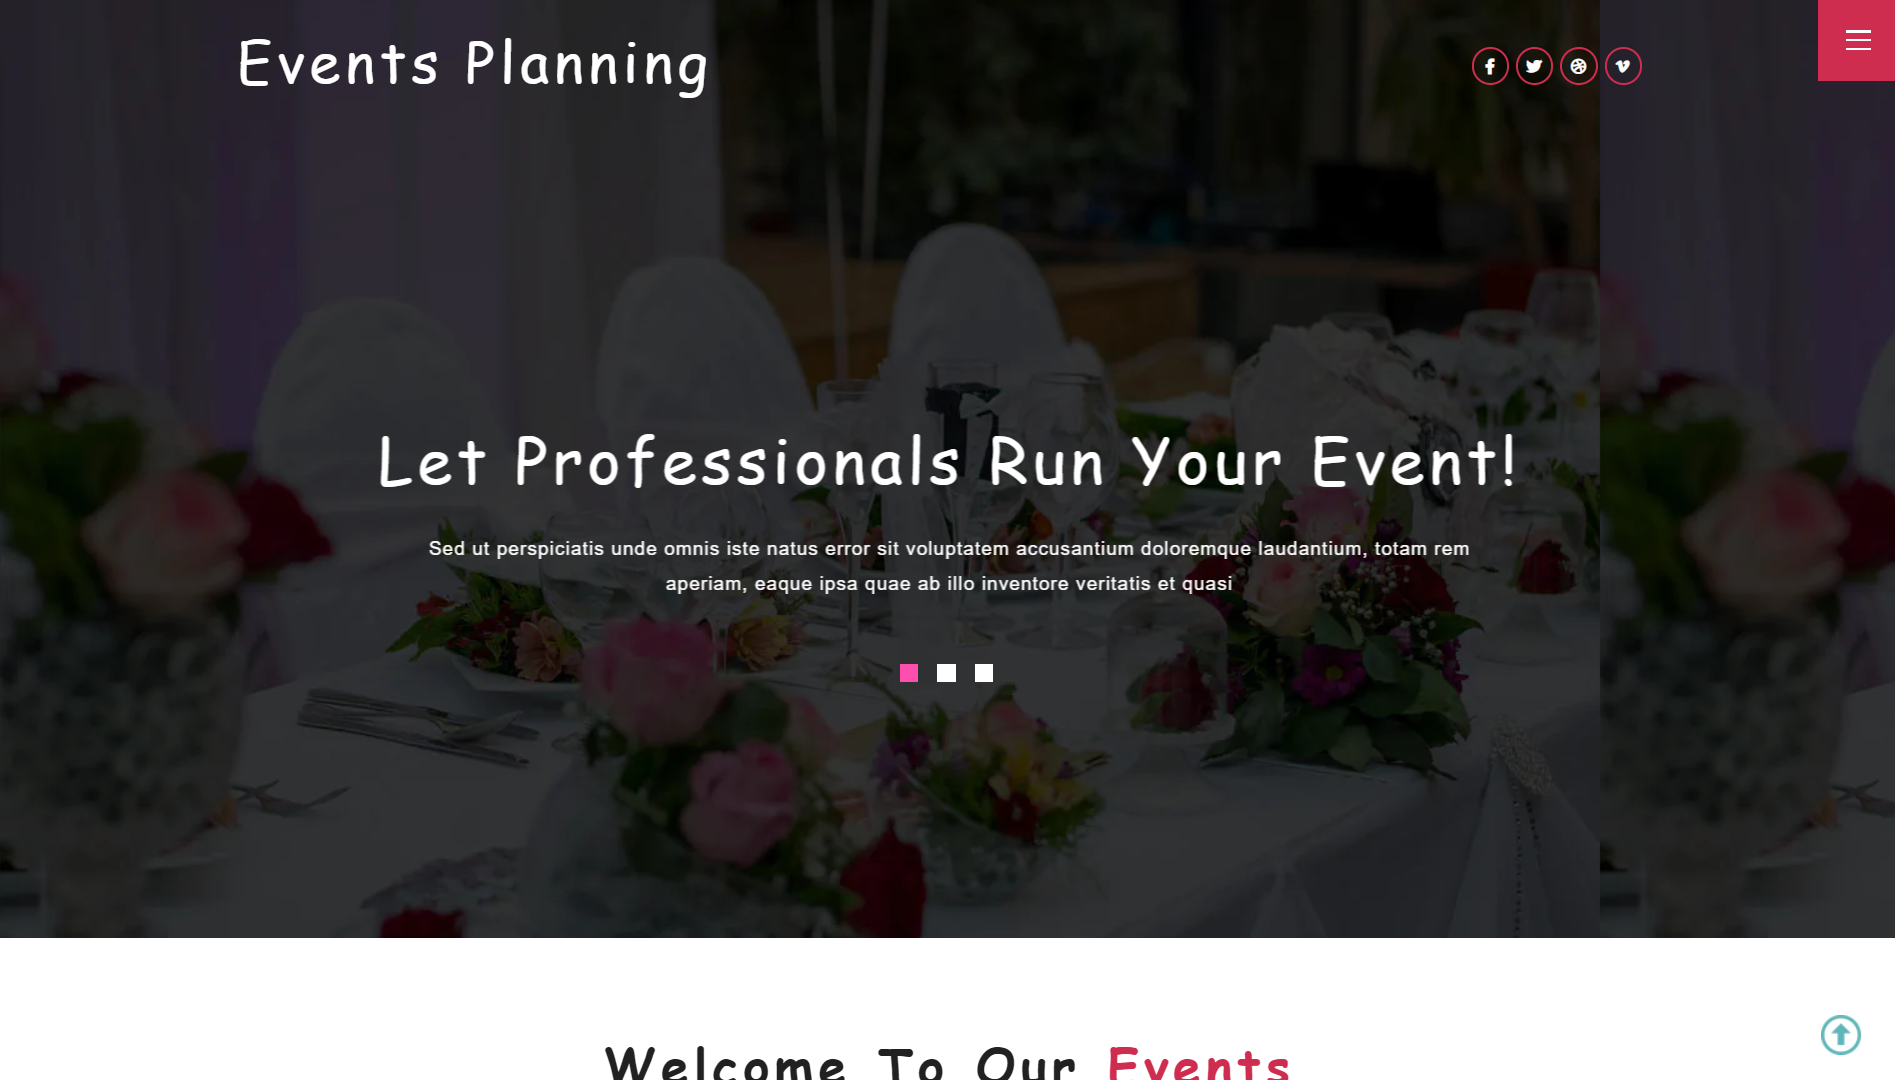 Events Planning
Let Professionals Run Your Event!
Sed ut perspiciatis unde omnis iste natus error sit voluptatem accusantium doloremque laudantium, totam rem
aperiam, eaque ipsa quae ab illo inventore veritatis et quasi
Welcome To Our Events